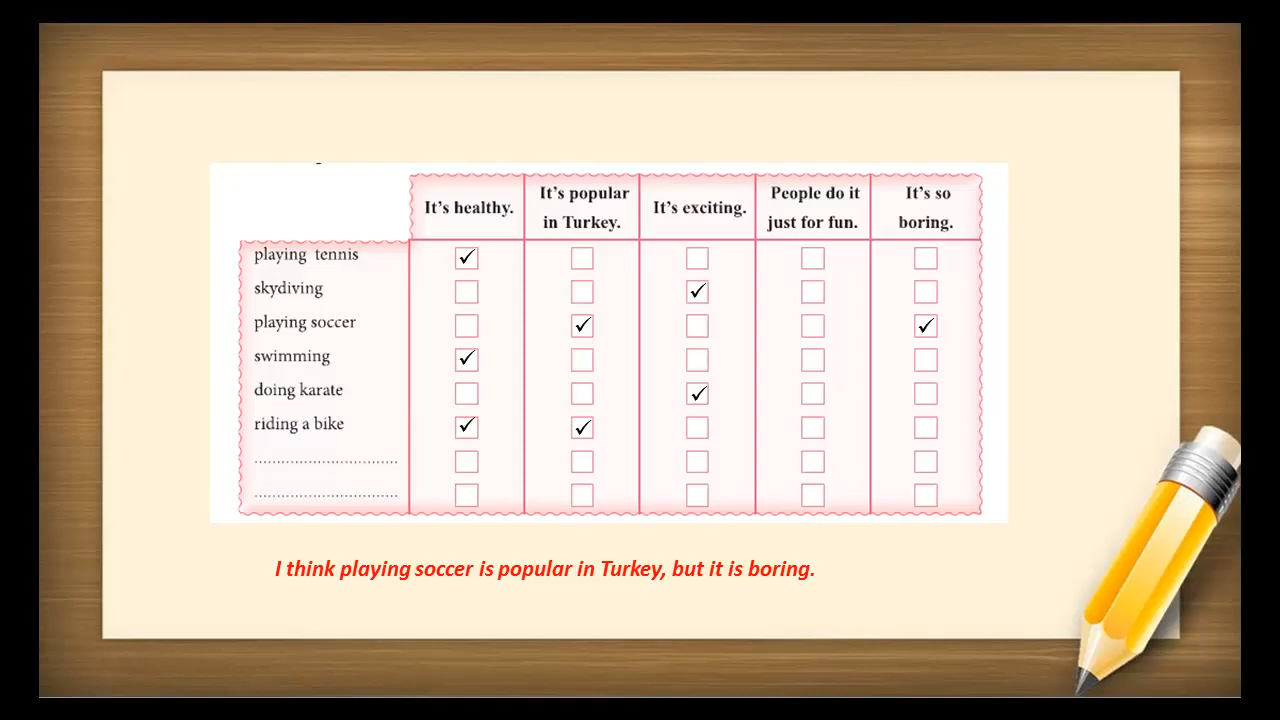 It's healthy. It's popular in Turkey. It's exciting. People do it just for fun. It's so boring.
playing tennis ✓
skydiving ✓
playing soccer ✓ ✓
swimming ✓
doing karate ✓
riding a bike ✓ ✓
................................
................................
I think playing soccer is popular in Turkey, but it is boring.